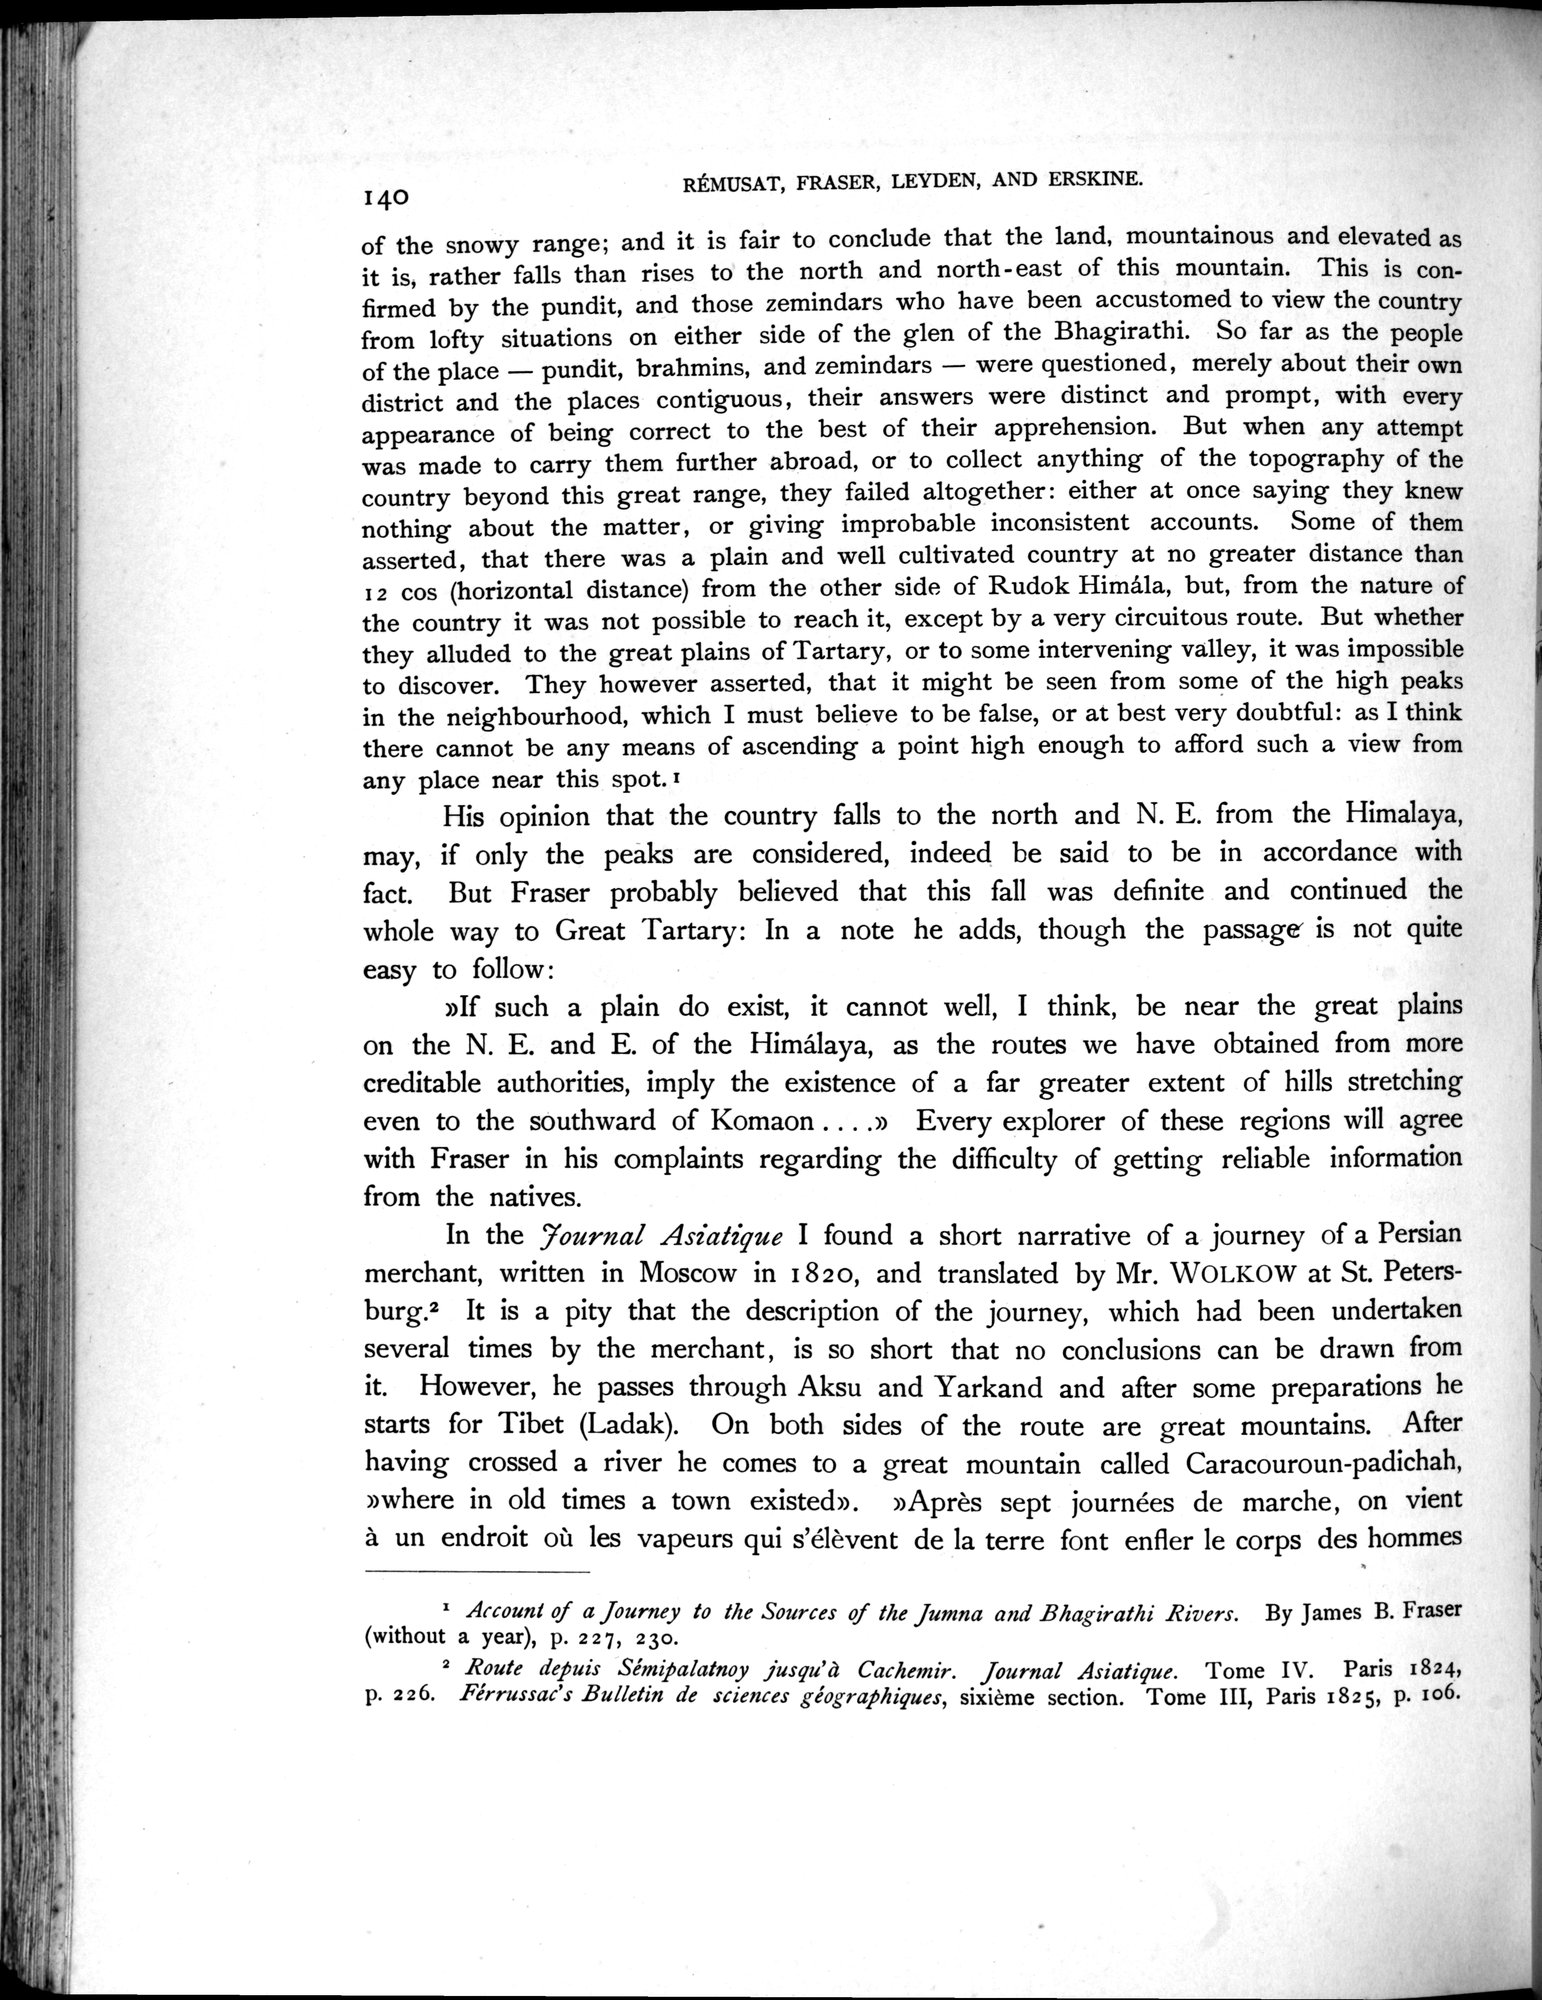 140
RÉMUSAT, FRASER, LEYDEN, AND ERSKINE.
of the snowy range; and it is fair to conclude that the land, mountainous and elevated as
it is, rather falls than rises to the north and north-east of this mountain. This is con-
firmed by the pundit, and those zemindars who have been accustomed to view the country
from lofty situations on either side of the glen of the Bhagirathi. So far as the people
of the place — pundit, brahmins, and zemindars — were questioned, merely about their own
district and the places contiguous, their answers were distinct and prompt, with every
appearance of being correct to the best of their apprehension. But when any attempt
was made to carry them further abroad, or to collect anything of the topography of the
country beyond this great range, they failed altogether: either at once saying they knew
nothing about the matter, or giving improbable inconsistent accounts. Some of them
asserted, that there was a plain and well cultivated country at no greater distance than
12 cos (horizontal distance) from the other side of Rudok Himála, but, from the nature of
the country it was not possible to reach it, except by a very circuitous route. But whether
they alluded to the great plains of Tartary, or to some intervening valley, it was impossible
to discover. They however asserted, that it might be seen from some of the high peaks
in the neighbourhood, which I must believe to be false, or at best very doubtful: as I think
there cannot be any means of ascending a point high enough to afford such a view from
any place near this spot.¹
His opinion that the country falls to the north and N. E. from the Himalaya,
may, if only the peaks are considered, indeed be said to be in accordance with
fact. But Fraser probably believed that this fall was definite and continued the
whole way to Great Tartary: In a note he adds, though the passage is not quite
easy to follow:
»If such a plain do exist, it cannot well, I think, be near the great plains
on the N. E. and E. of the Himálaya, as the routes we have obtained from more
creditable authorities, imply the existence of a far greater extent of hills stretching
even to the southward of Komaon . . . .» Every explorer of these regions will agree
with Fraser in his complaints regarding the difficulty of getting reliable information
from the natives.
In the Journal Asiatique I found a short narrative of a journey of a Persian
merchant, written in Moscow in 1820, and translated by Mr. WOLKOW at St. Peters-
burg.² It is a pity that the description of the journey, which had been undertaken
several times by the merchant, is so short that no conclusions can be drawn from
it. However, he passes through Aksu and Yarkand and after some preparations he
starts for Tibet (Ladak). On both sides of the route are great mountains. After
having crossed a river he comes to a great mountain called Caracouroun-padichah,
»where in old times a town existed». »Après sept journées de marche, on vient
à un endroit où les vapeurs qui s'élèvent de la terre font enfler le corps des hommes
¹ Account of a Journey to the Sources of the Jumna and Bhagirathi Rivers. By James B. Fraser
(without a year), p. 227, 230.
² Route depuis Sémipalatnoy jusqu'à Cachemir. Journal Asiatique. Tome IV. Paris 1824,
p. 226. Férrussac's Bulletin de sciences géographiques, sixième section. Tome III, Paris 1825, p. 106.